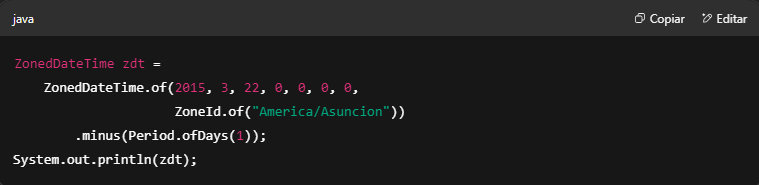 java
Copiar
Editar
ZonedDateTime zdt =
    ZonedDateTime.of(2015, 3, 22, 0, 0, 0, 0,
                     ZoneId.of("America/Asuncion"))
        .minus(Period.ofDays(1));
System.out.println(zdt);